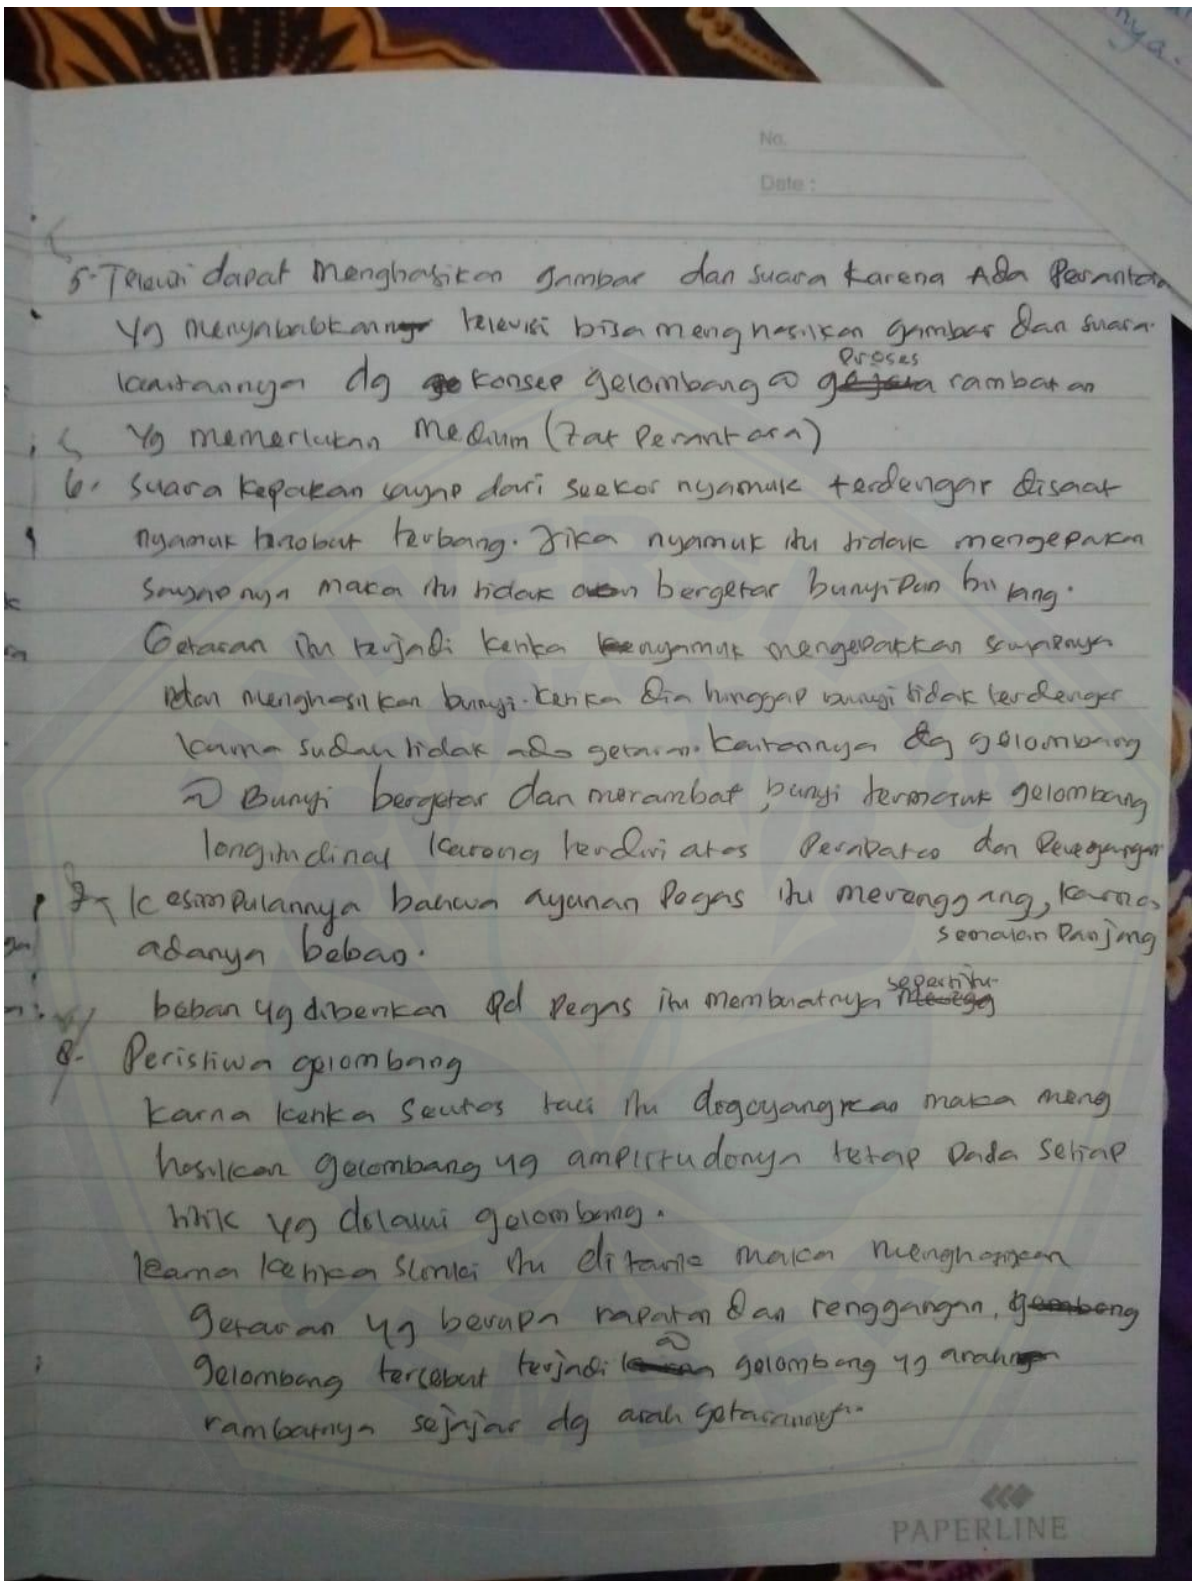 nya.
No.
Date :
5. Televisi dapat menghasilkan gambar dan suara karena Ada Perantara
yg menyababkannya televisi bisa menghasilkan gambar dan suara.
kaitannya dg konsep gelombang proses rambatan
yg memerlukan medium (zat Perantara)
6. Suara kepakan sayap dari seekor nyamuk terdengar disaat
nyamuk tersebut terbang. Jika nyamuk itu tidak mengepakan
sayapnya maka itu tidak akan bergetar bunyi pun hilang.
Getaran itu terjadi ketika nyamuk mengepakkan sayapnya
dan menghasilkan bunyi. Ketika dia hinggap bunyi tidak terdengar
karna sudah tidak ada getaran. kaitannya dg gelombang
Bunyi bergetar dan merambat, bunyi termasuk gelombang
longitudinal karena terdiri atas Perapatan dan Peregangan
7. Kesimpulannya bahwa ayunan Pegas itu merenggang, karna
adanya beban. semakin Panjang
beban yg diberikan pd Pegas itu membuatnya seperti itu
8. Peristiwa gelombang
karna ketika seutas tali itu digoyangkan maka meng
hasilkan gelombang yg amplitudonya tetap pada setiap
titik yg dilalui gelombang.
karna ketika slinki itu ditarik maka menghasilkan
getaran yg berupa rapatan dan renggangan,
gelombang tersebut terjadi gelombang yg arah
rambatnya sejajar dg arah getarannya.
PAPERLINE